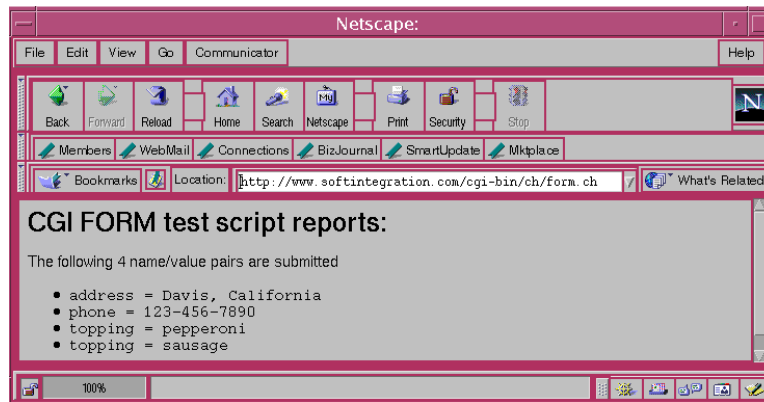 Netscape:
File Edit View Go Communicator Help
Back Forward Reload Home Search Netscape Print Security Stop
My
N
Members WebMail Connections BizJournal SmartUpdate Mktplace
Bookmarks Location: http://www.softintegration.com/cgi-bin/ch/form.ch What's Related
CGI FORM test script reports:
The following 4 name/value pairs are submitted
• address = Davis, California
• phone = 123-456-7890
• topping = pepperoni
• topping = sausage
100%